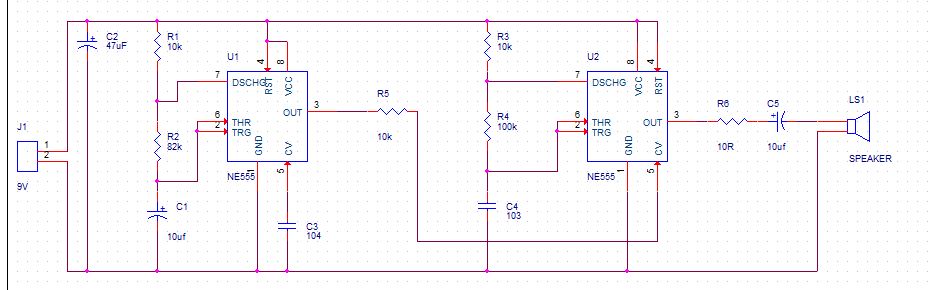 J1
1
2
9V
C2
47uF
R1
10k
R2
82k
C1
10uf
U1
7
DSCHG
4
RST
8
VCC
6
THR
2
TRG
OUT
3
GND
1
CV
5
NE555
C3
104
R5
10k
R3
10k
R4
100k
C4
103
U2
7
DSCHG
8
VCC
4
RST
6
THR
2
TRG
OUT
3
GND
1
CV
5
NE555
R6
10R
C5
10uf
LS1
SPEAKER